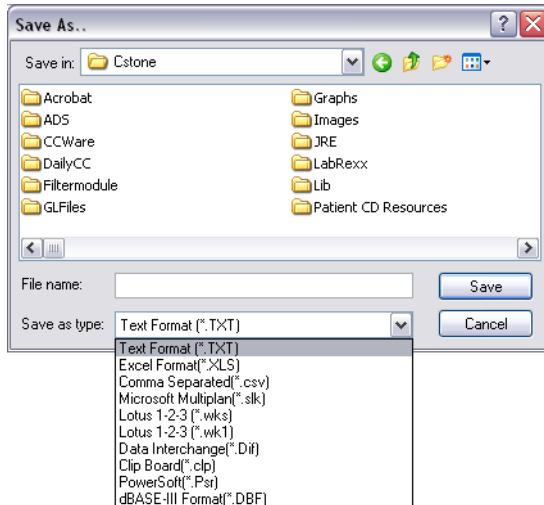 Save As..
Save in: Cstone
Acrobat Graphs
ADS Images
CCWare JRE
DailyCC LabRexx
Filtermodule Lib
GLFiles Patient CD Resources
File name: Save
Save as type: Text Format (*.TXT) Cancel
Text Format (*.TXT)
Excel Format(*.XLS)
Comma Separated(*.csv)
Microsoft Multiplan(*.slk)
Lotus 1-2-3 (*.wks)
Lotus 1-2-3 (*.wk1)
Data Interchange(*.Dif)
Clip Board(*.clp)
PowerSoft(*.Psr)
dBASE-III Format(*.DBF)